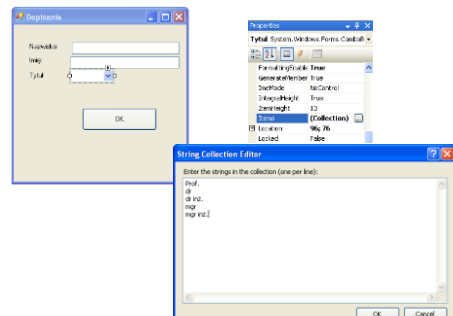 Dopisanie
Nazwisko
Imię
Tytuł
OK
Properties
Tytul System.Windows.Forms.ComboB
FormattingEnable True
GenerateMember True
ImeMode NoControl
IntegralHeight True
ItemHeight 13
Items (Collection)
Location 96; 76
Locked False
String Collection Editor
Enter the strings in the collection (one per line):
Prof.
dr
dr inż.
mgr
mgr inż.
OK Cancel